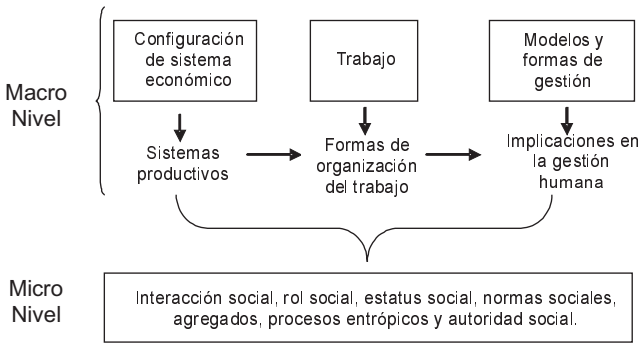 Macro
Nivel
Configuración
de sistema
económico
Trabajo
Modelos y
formas de
gestión
Sistemas
productivos
Formas de
organización
del trabajo
Implicaciones en
la gestión
humana
Micro
Nivel
Interacción social, rol social, estatus social, normas sociales,
agregados, procesos entrópicos y autoridad social.